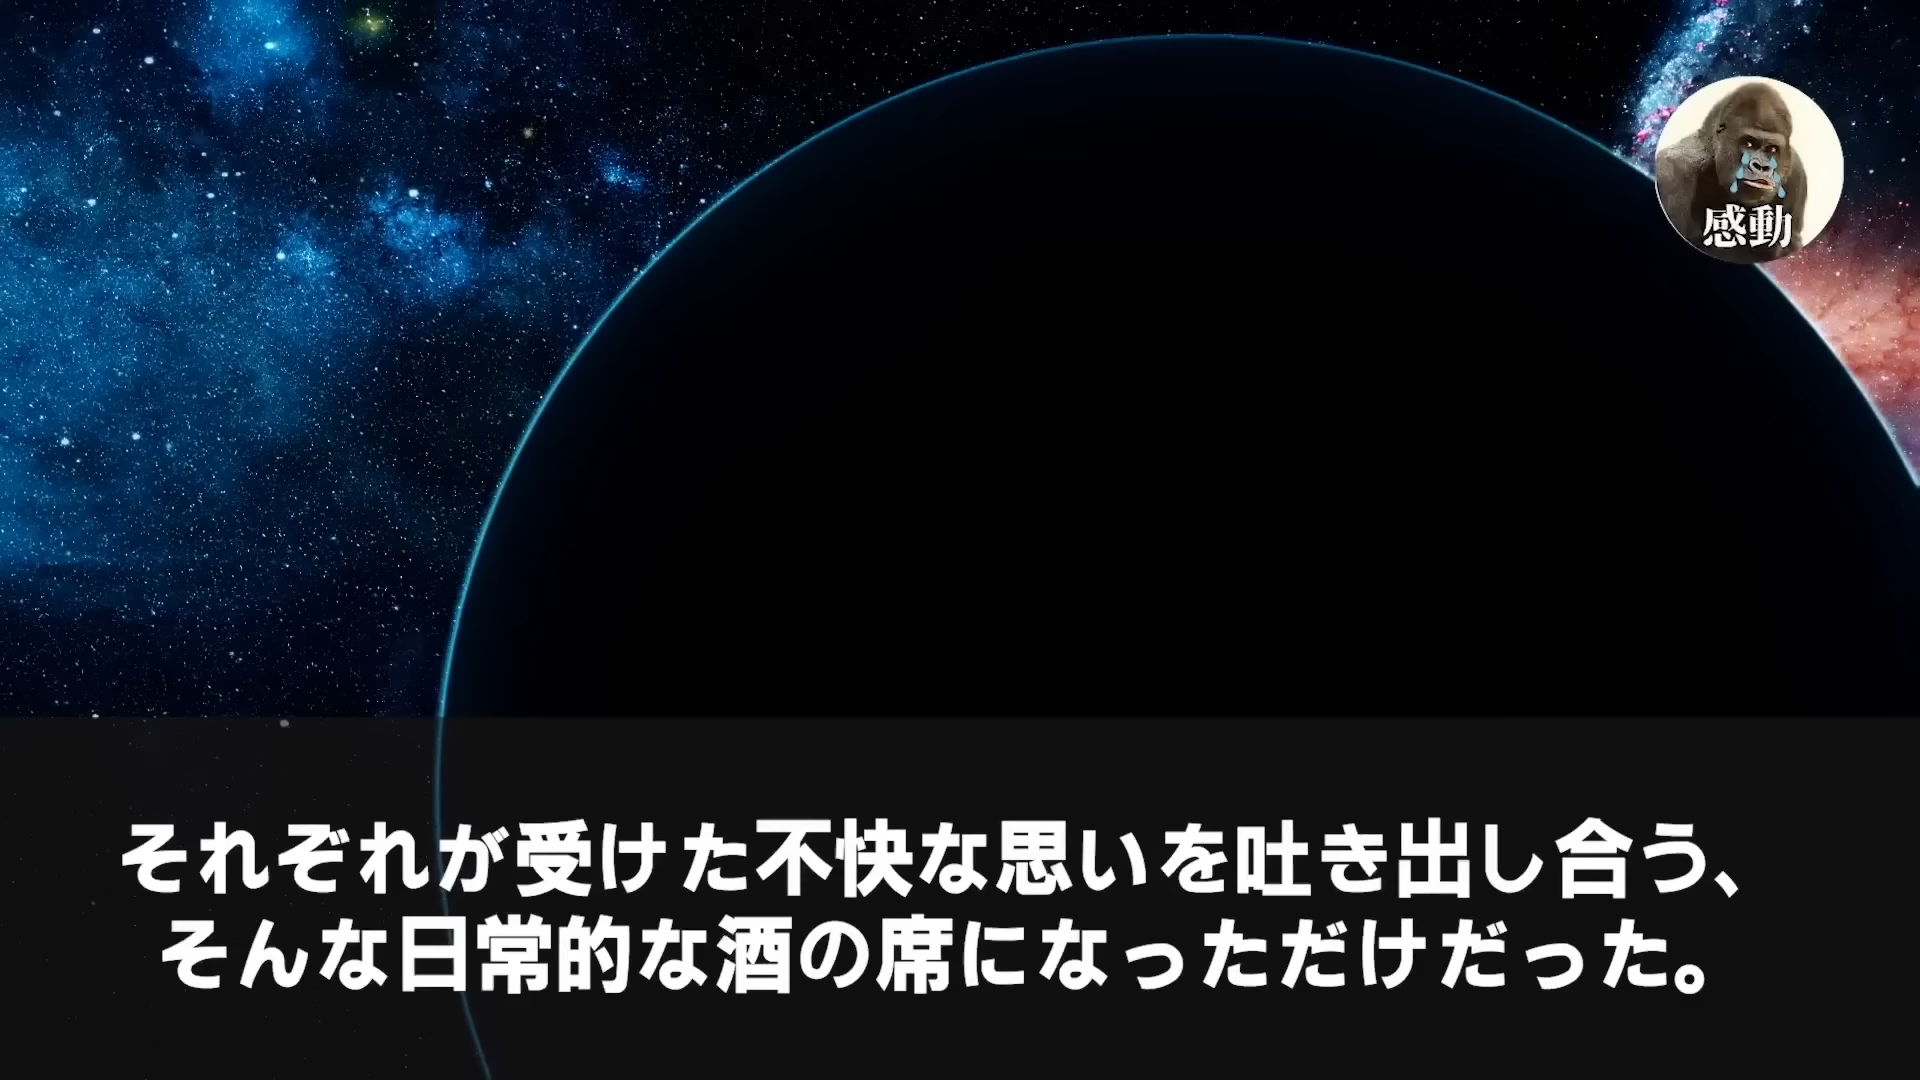 感動
それぞれが受けた不快な思いを吐き出し合う、
そんな日常的な酒の席になっただけだった。